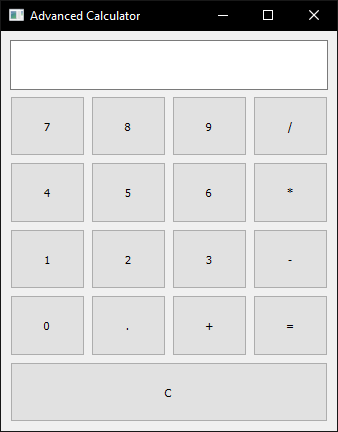 Advanced Calculator
7 8 9 /
4 5 6 *
1 2 3 -
0 . + =
C